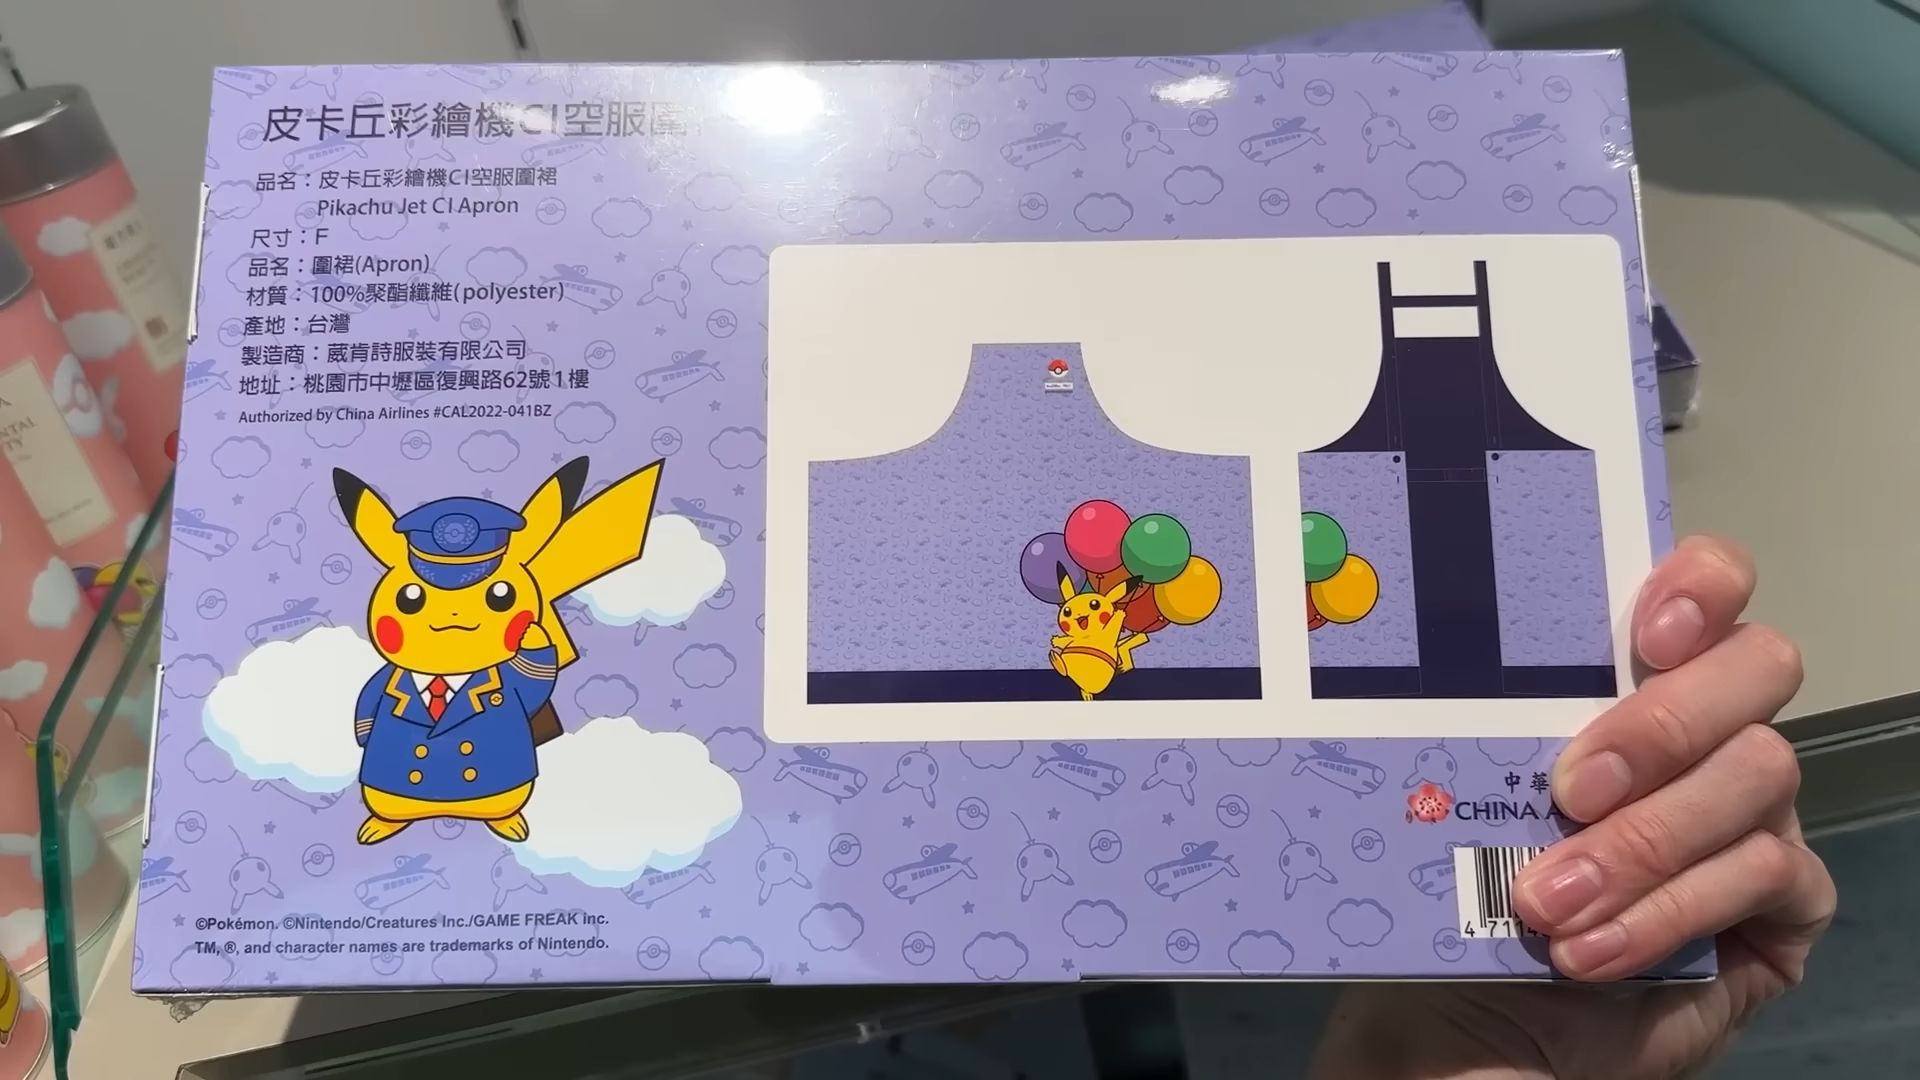 皮卡丘彩繪機CI空服圍
品名：皮卡丘彩繪機CI空服圍裙
Pikachu Jet CI Apron
尺寸：F
品名：圍裙(Apron)
材質：100%聚酯纖維(polyester)
產地：台灣
製造商：葳肯詩服裝有限公司
地址：桃園市中壢區復興路62號1樓
Authorized by China Airlines #CAL2022-041BZ
中華
CHINA A
4 7114
©Pokémon. ©Nintendo/Creatures Inc./GAME FREAK inc.
TM, ®, and character names are trademarks of Nintendo.